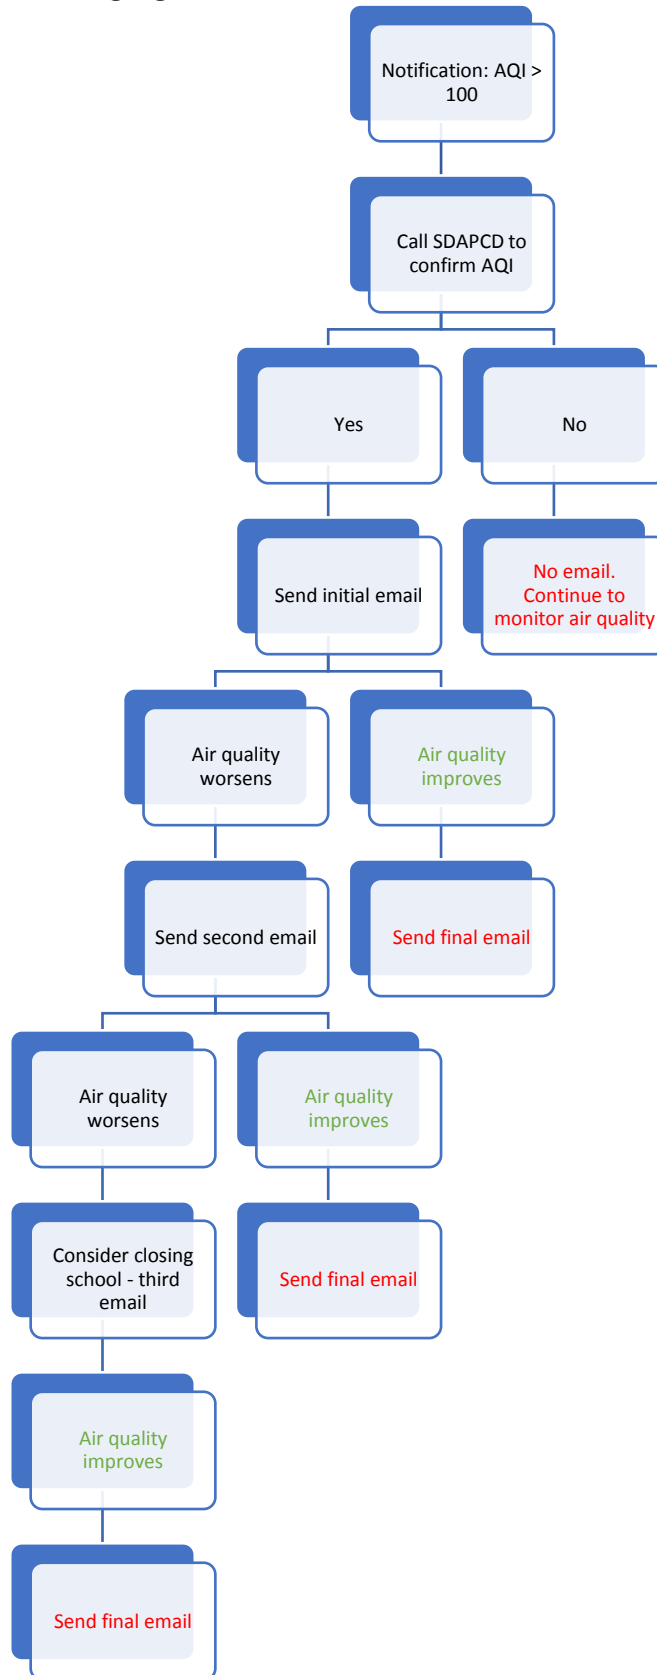 Notification: AQI >
100
Call SDAPCD to
confirm AQI
Yes
No
Send initial email
No email.
Continue to
monitor air quality
Air quality
worsens
Air quality
improves
Send second email
Send final email
Air quality
worsens
Air quality
improves
Consider closing
school - third
email
Send final email
Air quality
improves
Send final email